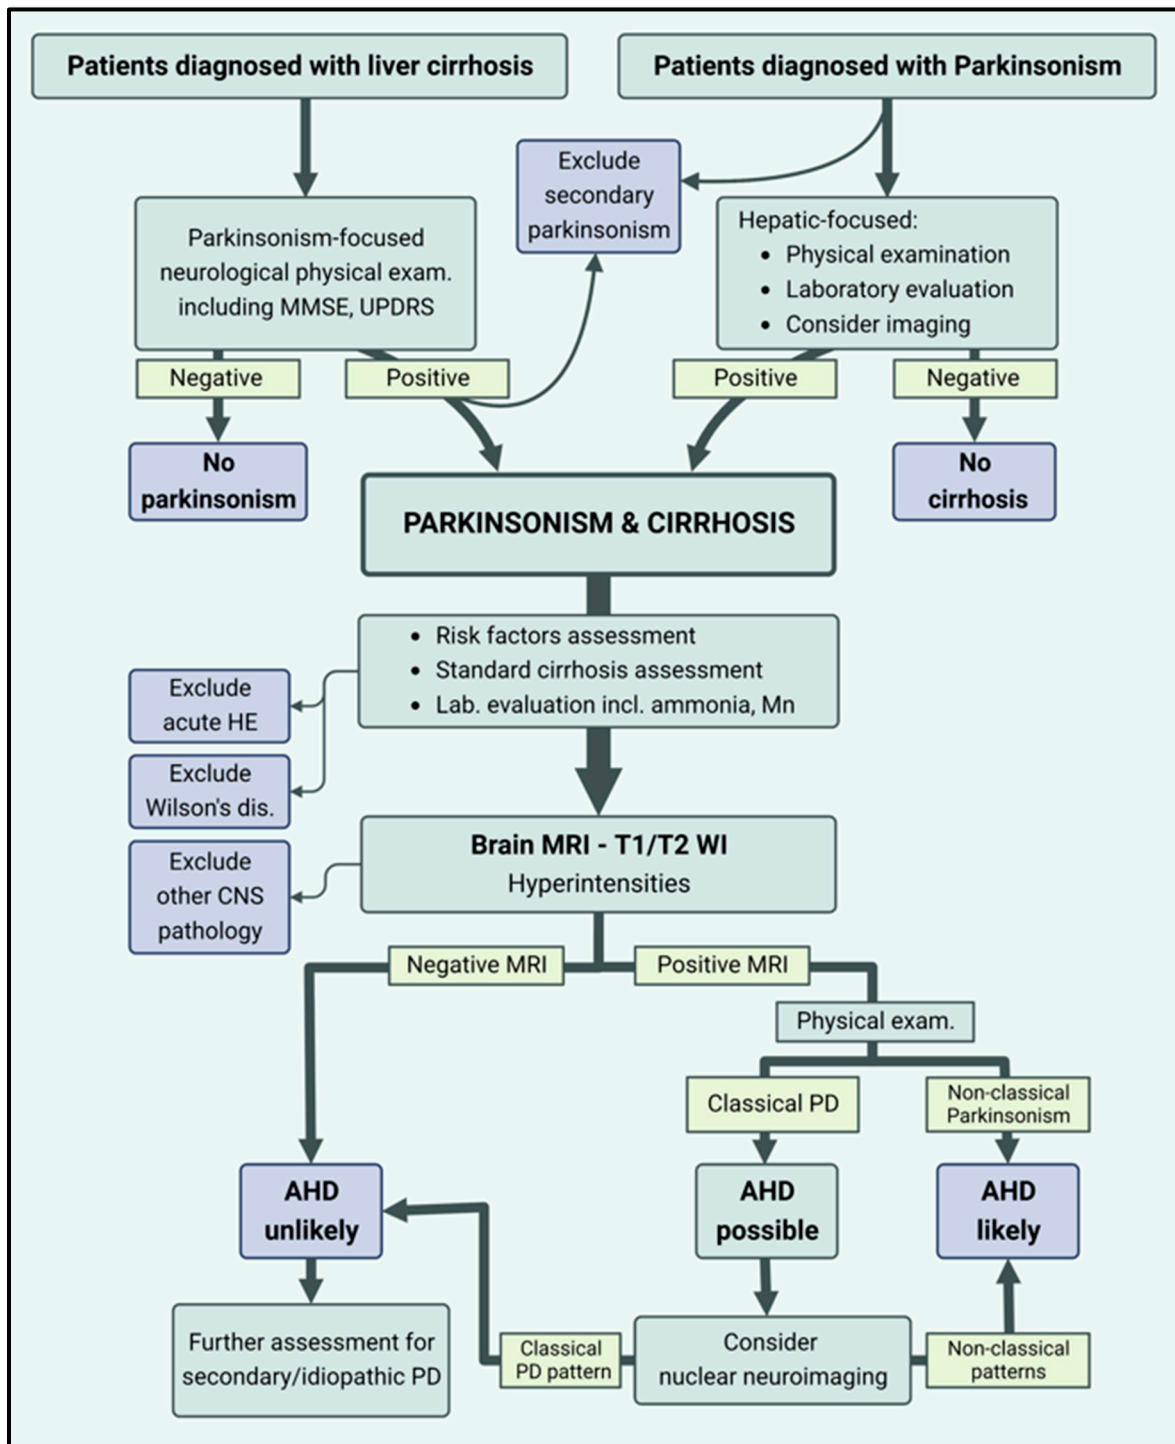 Patients diagnosed with liver cirrhosis
Patients diagnosed with Parkinsonism
Exclude
secondary
parkinsonism
Parkinsonism-focused
neurological physical exam.
including MMSE, UPDRS
Hepatic-focused:
• Physical examination
• Laboratory evaluation
• Consider imaging
Negative
Positive
Positive
Negative
No
parkinsonism
No
cirrhosis
PARKINSONISM & CIRRHOSIS
• Risk factors assessment
• Standard cirrhosis assessment
• Lab. evaluation incl. ammonia, Mn
Exclude
acute HE
Exclude
Wilson's dis.
Exclude
other CNS
pathology
Brain MRI - T1/T2 WI
Hyperintensities
Negative MRI
Positive MRI
Physical exam.
Classical PD
Non-classical
Parkinsonism
AHD
unlikely
AHD
possible
AHD
likely
Further assessment for
secondary/idiopathic PD
Classical
PD pattern
Consider
nuclear neuroimaging
Non-classical
patterns